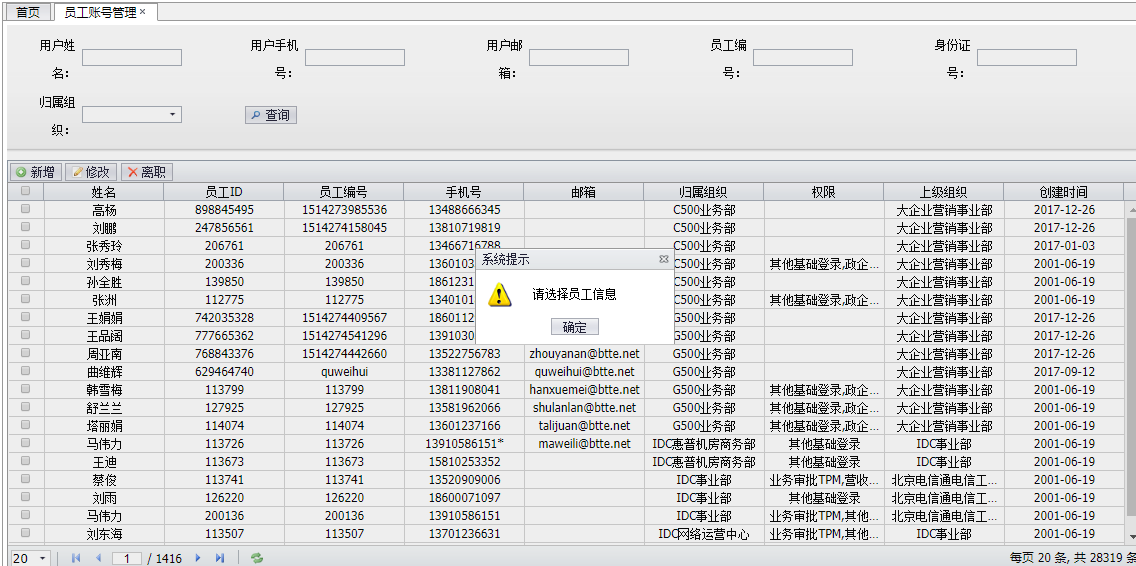 首页 员工账号管理 ×
用户姓名： 用户手机号： 用户邮箱： 员工编号： 身份证号：
归属组织： 查询
新增 修改 离职
姓名 员工ID 员工编号 手机号 邮箱 归属组织 权限 上级组织 创建时间
高杨 898845495 1514273985536 13488666345 C500业务部 大企业营销事业部 2017-12-26
刘鹏 247856561 1514274158045 13810719819 C500业务部 大企业营销事业部 2017-12-26
张秀玲 206761 206761 13466716788 C500业务部 大企业营销事业部 2017-01-03
系统提示
刘秀梅 200336 200336 1360103 C500业务部 其他基础登录,政企... 大企业营销事业部 2001-06-19
孙全胜 139850 139850 1861231 C500业务部 大企业营销事业部 2001-06-19
请选择员工信息
张洲 112775 112775 1340101 C500业务部 其他基础登录,政企... 大企业营销事业部 2001-06-19
王娟娟 742035328 1514274409567 1860112 G500业务部 大企业营销事业部 2017-12-26
确定
王品阔 777665362 1514274541296 1391030 G500业务部 大企业营销事业部 2017-12-26
周亚南 768843376 1514274442660 13522756783 zhouyanan@btte.net G500业务部 大企业营销事业部 2017-12-26
曲维辉 629464740 quweihui 13381127862 quweihui@btte.net G500业务部 大企业营销事业部 2017-09-12
韩雪梅 113799 113799 13811908041 hanxuemei@btte.net G500业务部 其他基础登录,政企... 大企业营销事业部 2001-06-19
舒兰兰 127925 127925 13581962066 shulanlan@btte.net G500业务部 其他基础登录,政企... 大企业营销事业部 2001-06-19
塔丽娟 114074 114074 13601237166 talijuan@btte.net G500业务部 其他基础登录,政企... 大企业营销事业部 2001-06-19
马伟力 113726 113726 13910586151* maweili@btte.net IDC惠普机房商务部 其他基础登录 IDC事业部 2001-06-19
王迪 113673 113673 15810253352 IDC惠普机房商务部 其他基础登录 IDC事业部 2001-06-19
蔡俊 113741 113741 13520909006 IDC事业部 业务审批TPM,营收... 北京电信通电信工... 2001-06-19
刘雨 126220 126220 18600071097 IDC事业部 其他基础登录 北京电信通电信工... 2001-06-19
马伟力 200136 200136 13910586151 IDC事业部 业务审批TPM,其他... 北京电信通电信工... 2001-06-19
刘东海 113507 113507 13701236631 IDC网络运营中心 业务审批TPM,其他... IDC事业部 2001-06-19
20 1 / 1416 每页 20 条, 共 28319 条